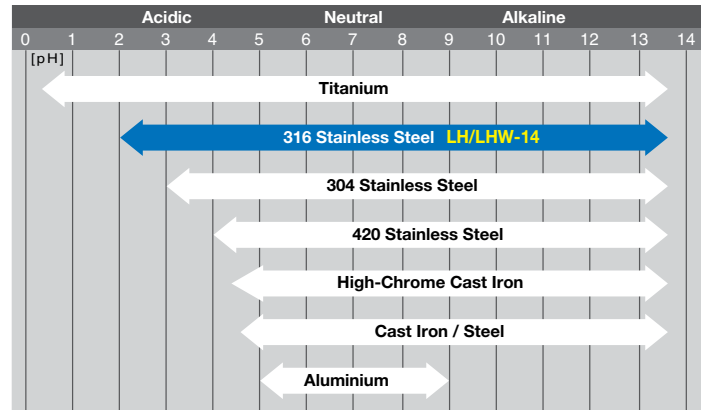 Acidic Neutral Alkaline
0 1 2 3 4 5 6 7 8 9 10 11 12 13 14
[pH]
Titanium
316 Stainless Steel LH/LHW-14
304 Stainless Steel
420 Stainless Steel
High-Chrome Cast Iron
Cast Iron / Steel
Aluminium